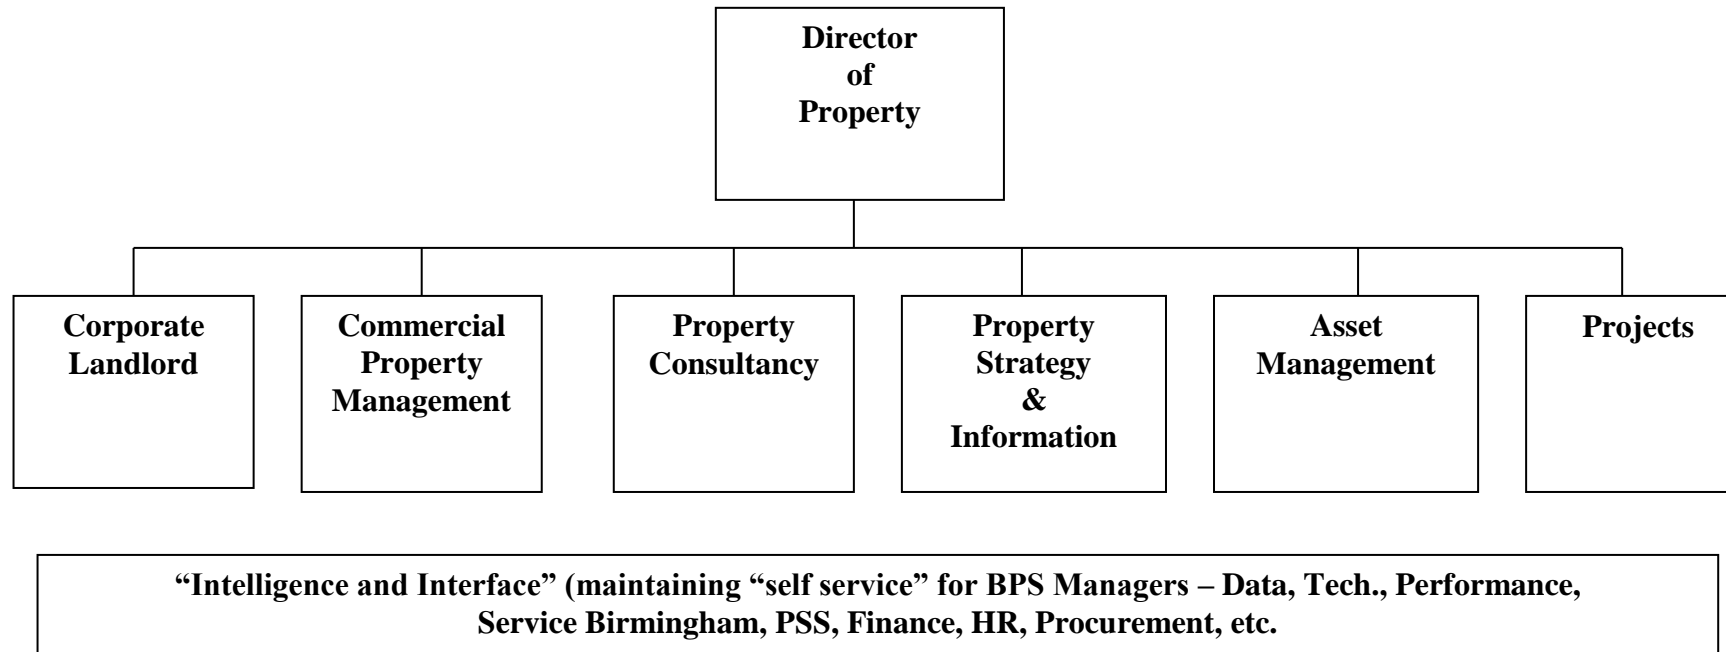 Director
of
Property
Corporate
Landlord
Commercial
Property
Management
Property
Consultancy
Property
Strategy
&
Information
Asset
Management
Projects
“Intelligence and Interface” (maintaining “self service” for BPS Managers – Data, Tech., Performance,
Service Birmingham, PSS, Finance, HR, Procurement, etc.